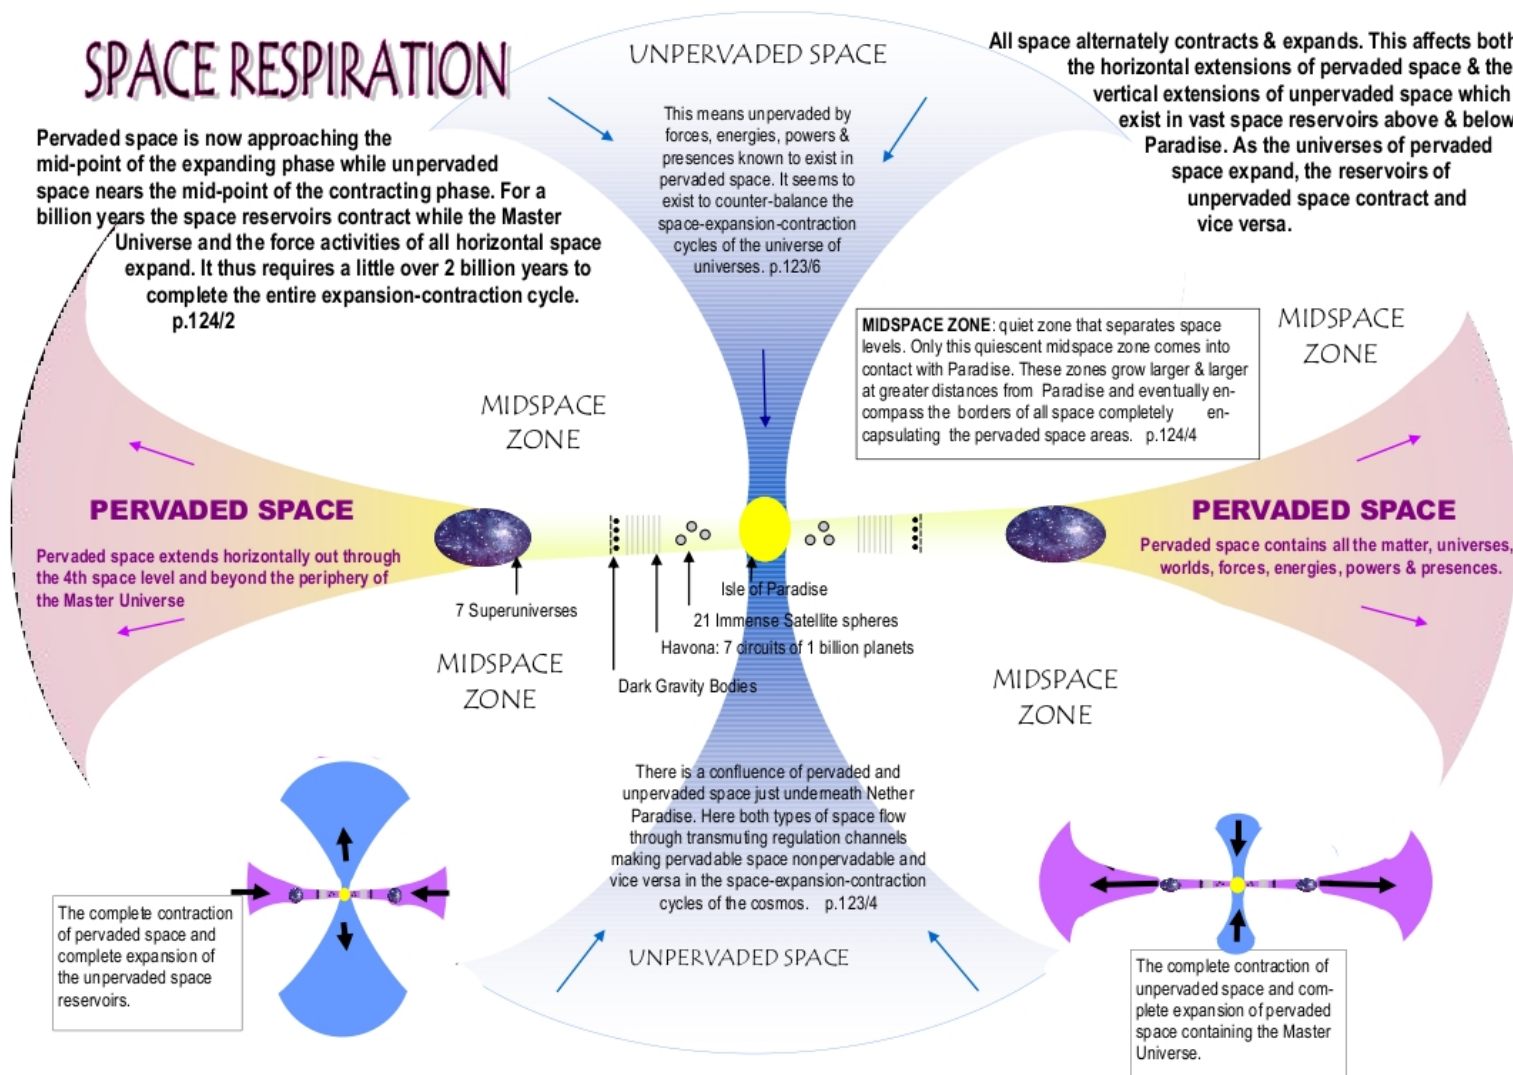 SPACE RESPIRATION
Pervaded space is now approaching the
mid-point of the expanding phase while unpervaded
space nears the mid-point of the contracting phase. For a
billion years the space reservoirs contract while the Master
Universe and the force activities of all horizontal space
expand. It thus requires a little over 2 billion years to
complete the entire expansion-contraction cycle.
p.124/2
UNPERVADED SPACE
This means unpervaded by
forces, energies, powers &
presences known to exist in
pervaded space. It seems to
exist to counter-balance the
space-expansion-contraction
cycles of the universe of
universes. p.123/6
All space alternately contracts & expands. This affects both
the horizontal extensions of pervaded space & the
vertical extensions of unpervaded space which
exist in vast space reservoirs above & below
Paradise. As the universes of pervaded
space expand, the reservoirs of
unpervaded space contract and
vice versa.
MIDSPACE ZONE: quiet zone that separates space
levels. Only this quiescent midspace zone comes into
contact with Paradise. These zones grow larger & larger
at greater distances from Paradise and eventually en-
compass the borders of all space completely en-
capsulating the pervaded space areas. p.124/4
MIDSPACE
ZONE
MIDSPACE
ZONE
PERVADED SPACE
Pervaded space extends horizontally out through
the 4th space level and beyond the periphery of
the Master Universe
PERVADED SPACE
Pervaded space contains all the matter, universes,
worlds, forces, energies, powers & presences.
7 Superuniverses
Isle of Paradise
21 Immense Satellite spheres
Havona: 7 circuits of 1 billion planets
Dark Gravity Bodies
MIDSPACE
ZONE
MIDSPACE
ZONE
There is a confluence of pervaded and
unpervaded space just underneath Nether
Paradise. Here both types of space flow
through transmuting regulation channels
making pervadable space nonpervadable and
vice versa in the space-expansion-contraction
cycles of the cosmos. p.123/4
UNPERVADED SPACE
The complete contraction
of pervaded space and
complete expansion of
the unpervaded space
reservoirs.
The complete contraction of
unpervaded space and com-
plete expansion of pervaded
space containing the Master
Universe.